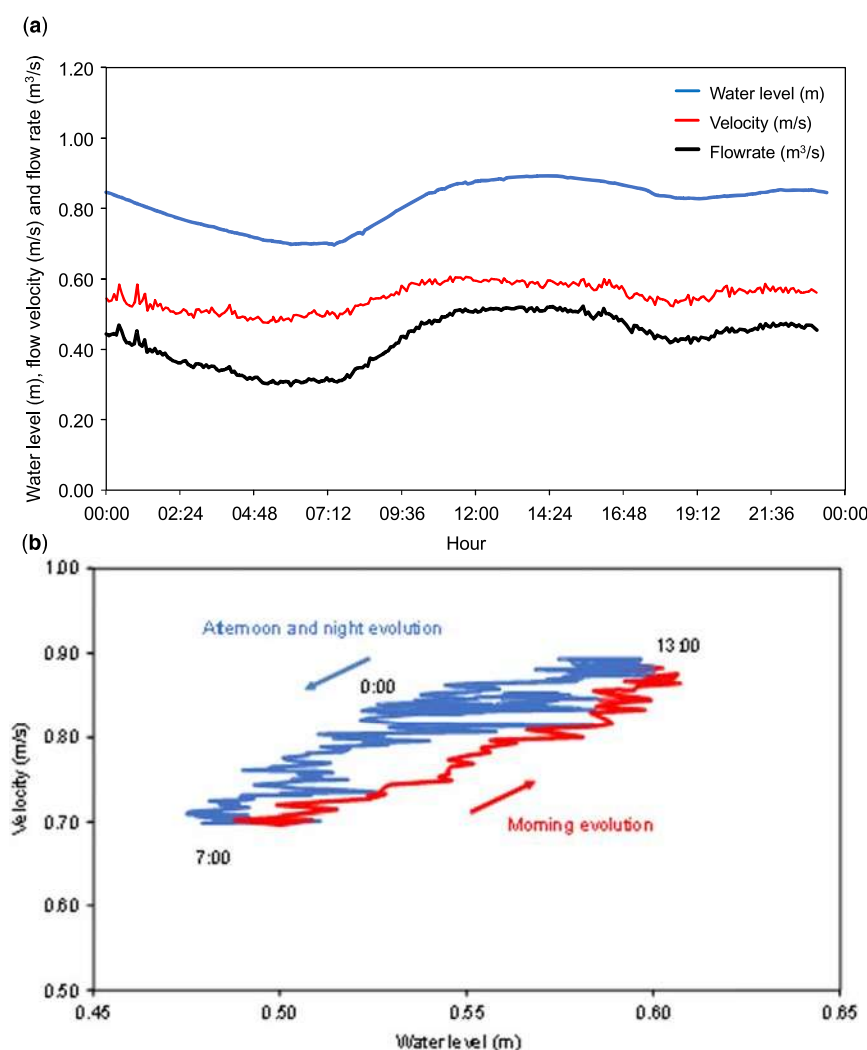 (a)
Water level (m), flow velocity (m/s) and flow rate (m³/s)
1.20
1.00
0.80
0.60
0.40
0.20
0.00
Water level (m)
Velocity (m/s)
Flowrate (m³/s)
00:00 02:24 04:48 07:12 09:36 12:00 14:24 16:48 19:12 21:36 00:00
Hour
(b)
Velocity (m/s)
1.00
0.90
0.80
0.70
0.60
0.50
Aternoon and night evolution
13:00
0:00
Morning evolution
7:00
0.45 0.50 0.55 0.60 0.65
Water level (m)